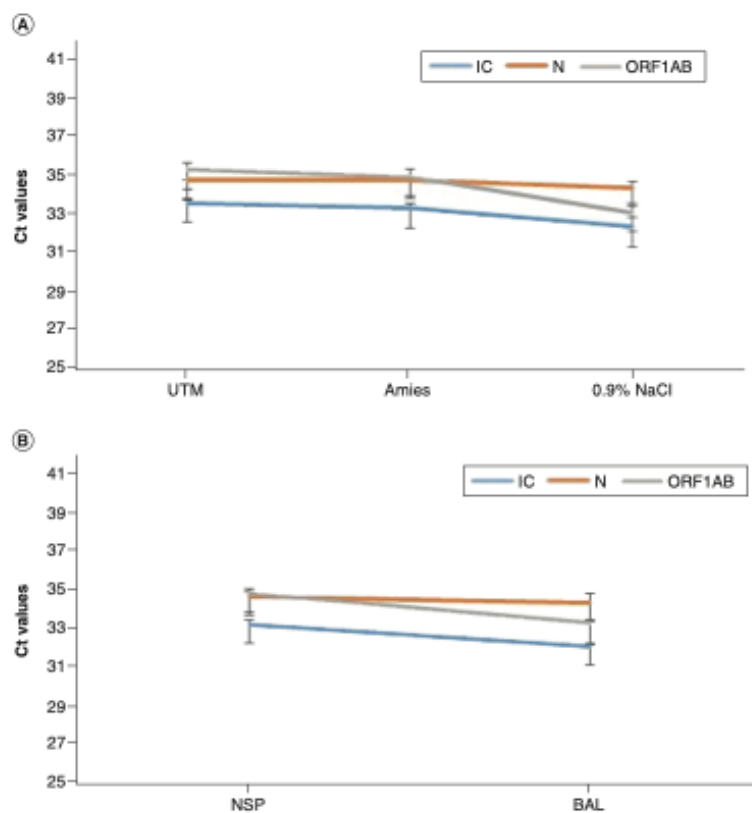 A
41
IC N ORF1AB
39
37
35
33
31
29
27
25
Ct values
UTM Amies 0.9% NaCl
B
41
IC N ORF1AB
39
37
35
33
31
29
27
25
Ct values
NSP BAL